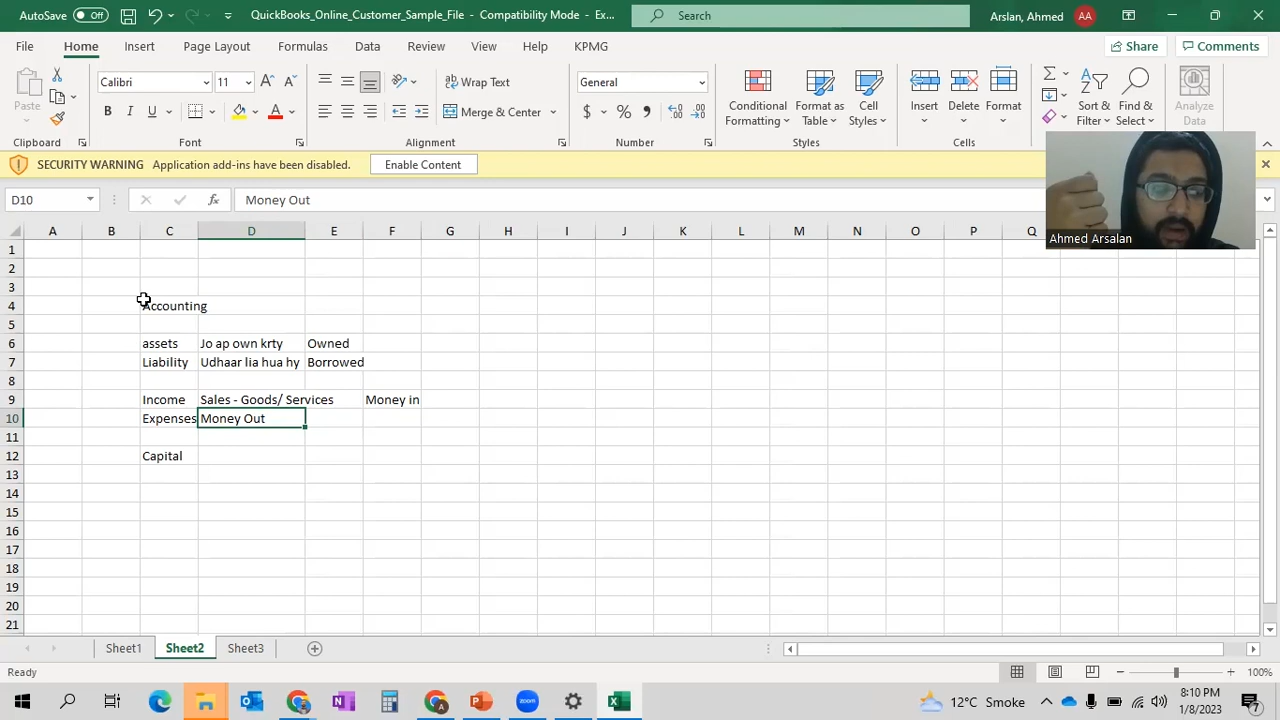 AutoSave Off QuickBooks_Online_Customer_Sample_File - Compatibility Mode - Ex... Search Arslan, Ahmed AA
File Home Insert Page Layout Formulas Data Review View Help KPMG Share Comments
Paste Calibri 11 Wrap Text General Conditional Formatting Format as Table Cell Styles Insert Delete Format Sort & Filter Find & Select Analyze Data
B I U Merge & Center $ %
Clipboard Font Alignment Number Styles Cells
SECURITY WARNING Application add-ins have been disabled. Enable Content
D10 fx Money Out
A B C D E F G H I J K L M N O P Q
Ahmed Arsalan
1
2
3
4 Accounting
5
6 assets Jo ap own krty Owned
7 Liability Udhaar lia hua hy Borrowed
8
9 Income Sales - Goods/ Services Money in
10 Expenses Money Out
11
12 Capital
13
14
15
16
17
18
19
20
21
Sheet1 Sheet2 Sheet3
Ready 100%
12°C Smoke 8:10 PM
1/8/2023 7